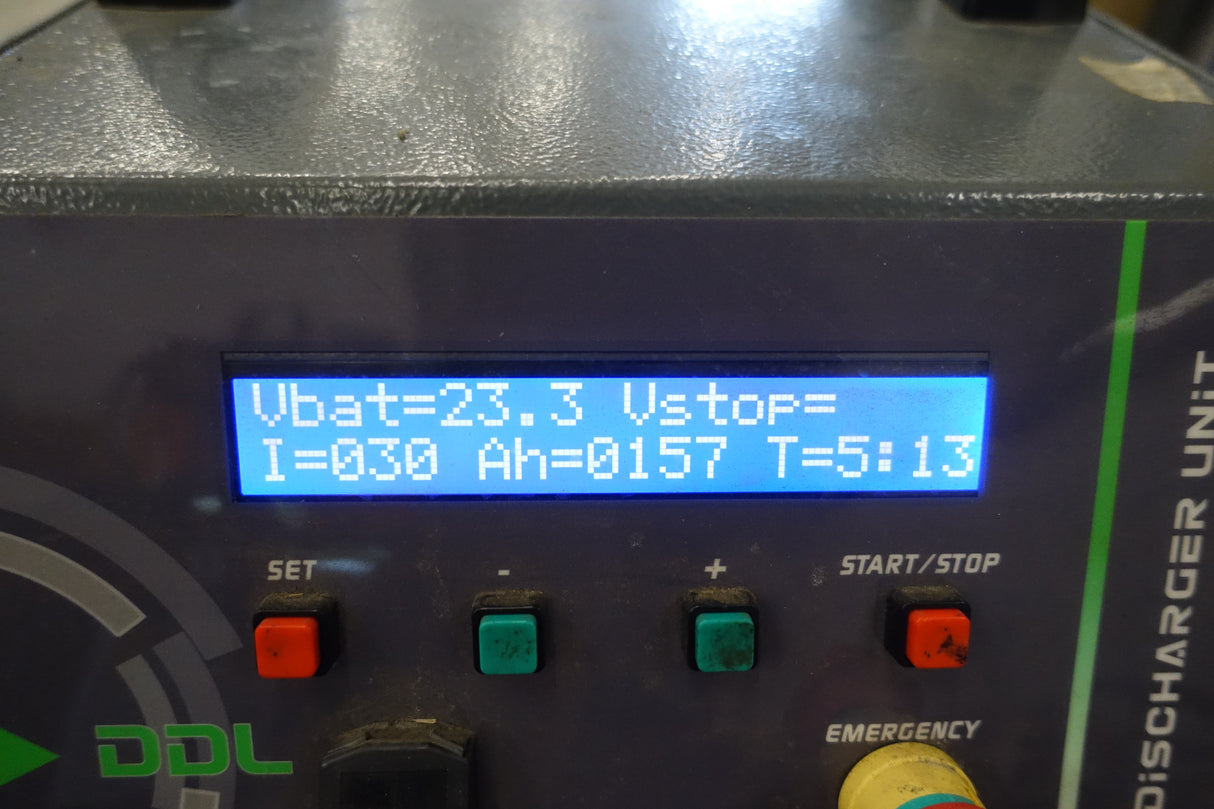 Vbat=23.3 Vstop=
I=030 Ah=0157 T=5:13
SET
-
+
START/STOP
DDL
EMERGENCY
DiSCHARGER UNiT